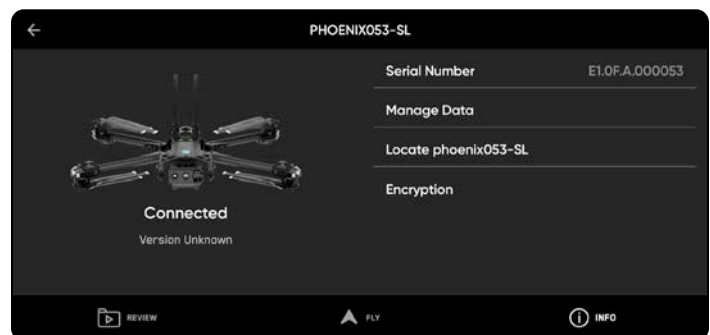 PHOENIX053-SL
Serial Number E1.0F.A.000053
Manage Data
Locate phoenix053-SL
Encryption
Connected
Version Unknown
REVIEW FLY INFO